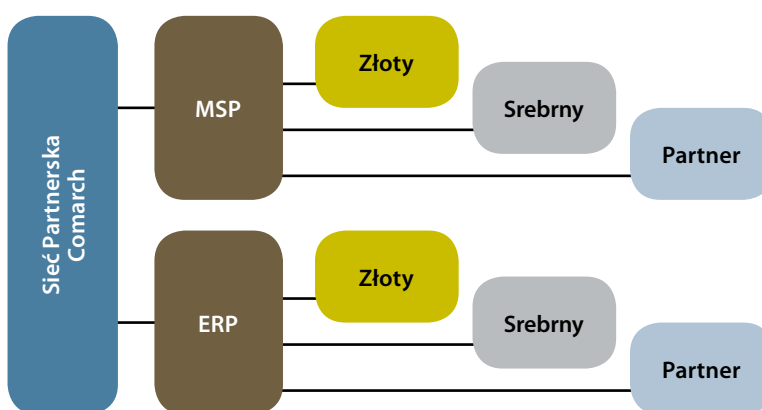 Sieć Partnerska
Comarch
MSP
Złoty
Srebrny
Partner
ERP
Złoty
Srebrny
Partner